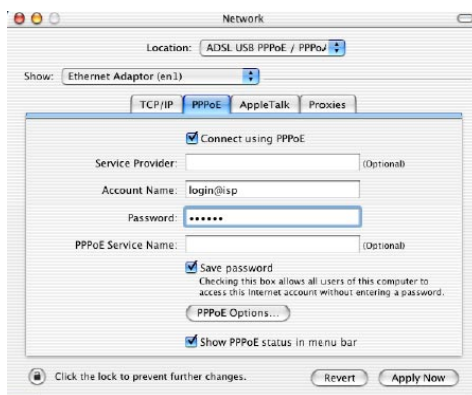 Network
Location: ADSL USB PPPoE / PPPoA
Show: Ethernet Adaptor (en1)
TCP/IP PPPoE AppleTalk Proxies
Connect using PPPoE
Service Provider: (Optional)
Account Name: login@isp
Password: ••••••
PPPoE Service Name: (Optional)
Save password
Checking this box allows all users of this computer to
access this Internet account without entering a password.
PPPoE Options...
Show PPPoE status in menu bar
Click the lock to prevent further changes. Revert Apply Now